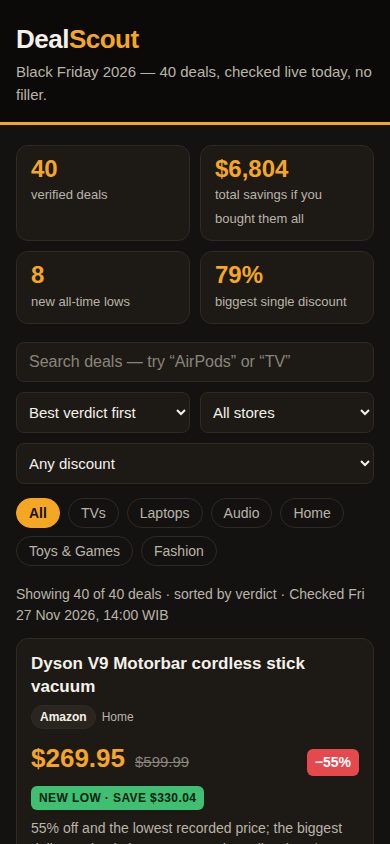 DealScout
Black Friday 2026 — 40 deals, checked live today, no
filler.
40
verified deals
$6,804
total savings if you
bought them all
8
new all-time lows
79%
biggest single discount
Search deals — try “AirPods” or “TV”
Best verdict first
All stores
Any discount
All
TVs
Laptops
Audio
Home
Toys & Games
Fashion
Showing 40 of 40 deals · sorted by verdict · Checked Fri
27 Nov 2026, 14:00 WIB
Dyson V9 Motorbar cordless stick
vacuum
Amazon Home
$269.95 $599.99 −55%
NEW LOW · SAVE $330.04
55% off and the lowest recorded price; the biggest